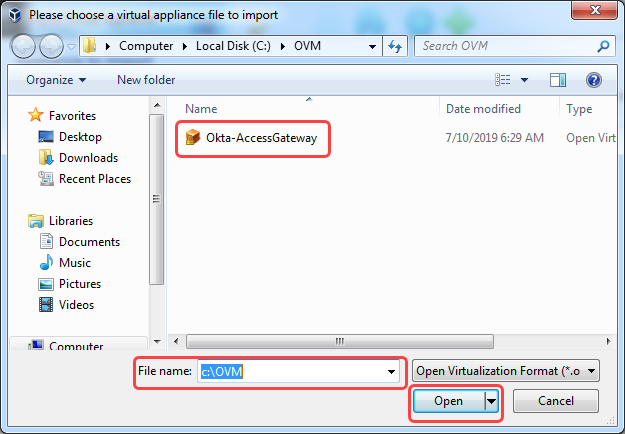 Please choose a virtual appliance file to import
Computer Local Disk (C:) OVM
Search OVM
Organize New folder
Favorites
Desktop
Downloads
Recent Places
Libraries
Documents
Music
Pictures
Videos
Computer
Name Date modified Type
Okta-AccessGateway 7/10/2019 6:29 AM Open Virt
File name: c:\OVM
Open Virtualization Format (*.o
Open Cancel